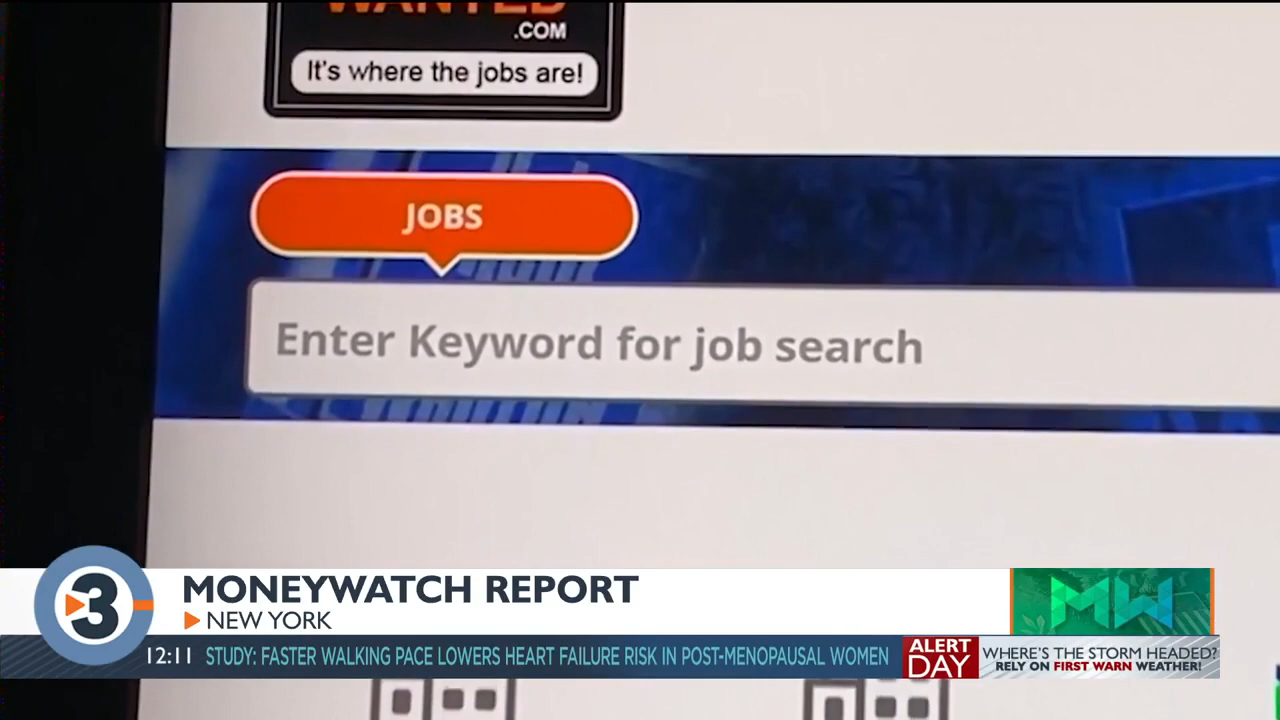 WANTED
.COM
It's where the jobs are!
JOBS
Enter Keyword for job search
3
MONEYWATCH REPORT
NEW YORK
MW
12:11 STUDY: FASTER WALKING PACE LOWERS HEART FAILURE RISK IN POST-MENOPAUSAL WOMEN
ALERT
DAY
WHERE'S THE STORM HEADED?
RELY ON FIRST WARN WEATHER!